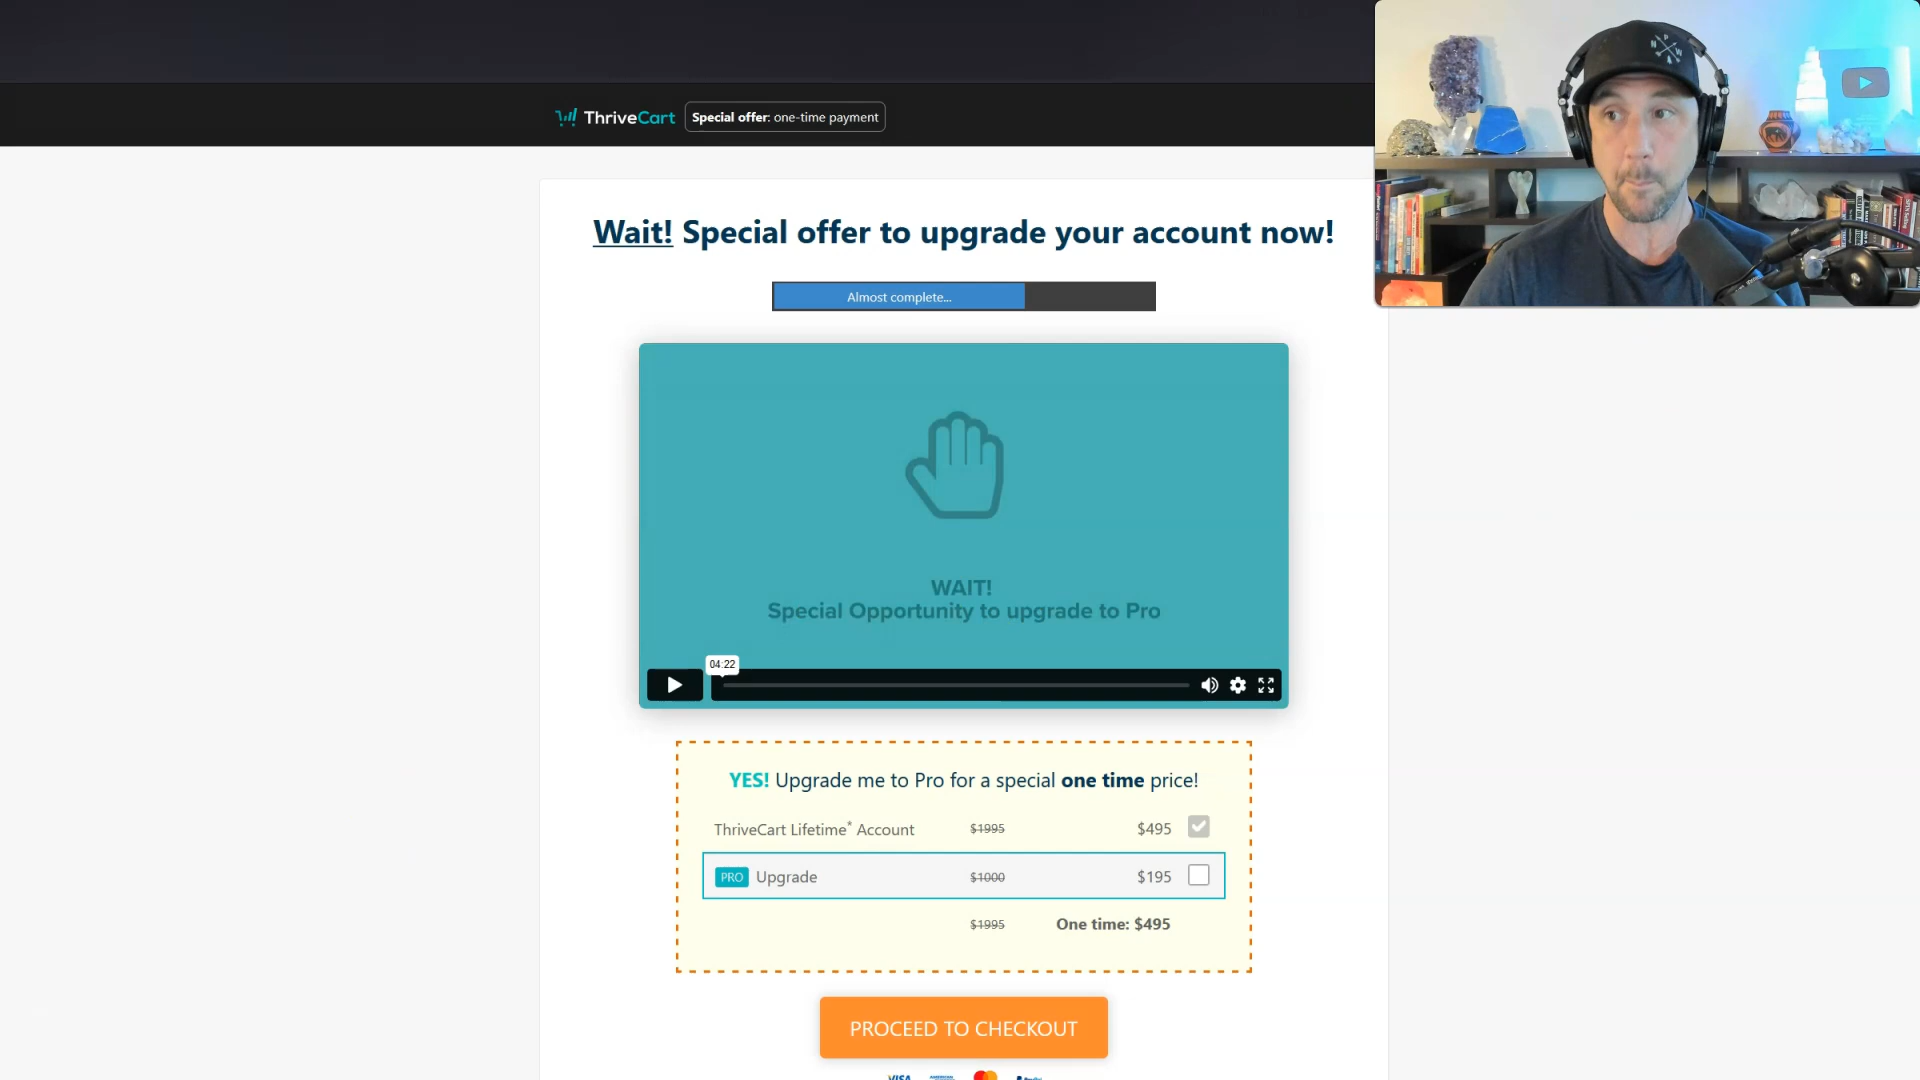 ThriveCart Special offer: one-time payment
Wait! Special offer to upgrade your account now!
Almost complete...
WAIT!
Special Opportunity to upgrade to Pro
04:22
YES! Upgrade me to Pro for a special one time price!
ThriveCart Lifetime* Account $1995 $495
PRO Upgrade $1000 $195
$1995 One time: $495
PROCEED TO CHECKOUT
VISA